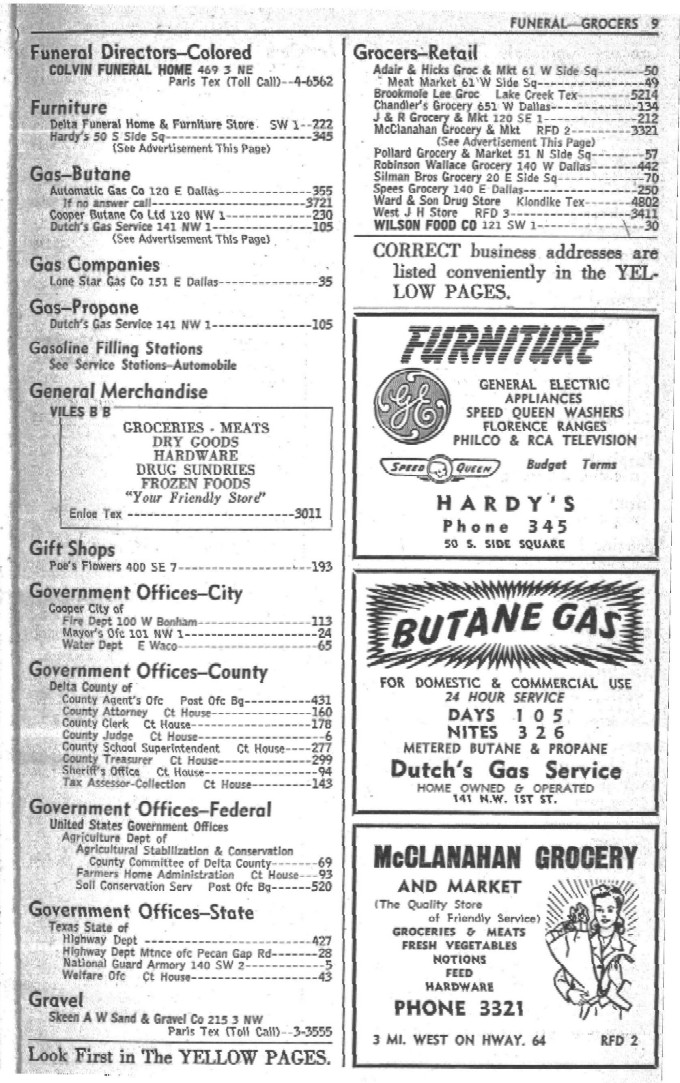 FUNERAL—GROCERS 9
Funeral Directors—Colored
COLVIN FUNERAL HOME 469 3 NE
Paris Tex (Toll Call)--4-6562
Furniture
Delta Funeral Home & Furniture Store SW 1--222
Hardy's 50 S Side Sq----------------------345
(See Advertisement This Page)
Gas—Butane
Automatic Gas Co 120 E Dallas--------------355
If no answer call-----------------------3721
Cooper Butane Co Ltd 120 NW 1-------------230
Dutch's Gas Service 141 NW 1---------------105
(See Advertisement This Page)
Gas Companies
Lone Star Gas Co 151 E Dallas---------------35
Gas—Propane
Dutch's Gas Service 141 NW 1---------------105
Gasoline Filling Stations
See Service Stations—Automobile
General Merchandise
VILES B B
GROCERIES - MEATS
DRY GOODS
HARDWARE
DRUG SUNDRIES
FROZEN FOODS
"Your Friendly Store"
Enloe Tex -------------------------3011
Gift Shops
Poe's Flowers 400 SE 7---------------------193
Government Offices—City
Cooper City of
Fire Dept 100 W Bonham-----------------113
Mayor's Ofc 101 NW 1-------------------24
Water Dept E Waco---------------------65
Government Offices—County
Delta County of
County Agent's Ofc Post Ofc Bg----------431
County Attorney Ct House---------------160
County Clerk Ct House------------------178
County Judge Ct House-------------------6
County School Superintendent Ct House----277
County Treasurer Ct House--------------299
Sheriff's Office Ct House----------------94
Tax Assessor-Collection Ct House---------143
Government Offices—Federal
United States Government Offices
Agriculture Dept of
Agricultural Stabilization & Conservation
County Committee of Delta County-------69
Farmers Home Administration Ct House---93
Soil Conservation Serv Post Ofc Bg------520
Government Offices—State
Texas State of
Highway Dept -------------------------427
Highway Dept Mtnce ofc Pecan Gap Rd-------28
National Guard Armory 140 SW 2-----------5
Welfare Ofc Ct House-------------------43
Gravel
Skeen A W Sand & Gravel Co 215 3 NW
Paris Tex (Toll Call)--3-3555
Look First in The YELLOW PAGES.
Grocers—Retail
Adair & Hicks Groc & Mkt 61 W Side Sq------50
Meat Market 61 W Side Sq----------------49
Brookmole Lee Groc Lake Creek Tex-------5214
Chandler's Grocery 651 W Dallas------------134
J & R Grocery & Mkt 120 SE 1--------------212
McClanahan Grocery & Mkt RFD 2---------3321
(See Advertisement This Page)
Pollard Grocery & Market 51 N Side Sq-------57
Robinson Wallace Grocery 140 W Dallas------442
Silman Bros Grocery 20 E Side Sq-----------70
Spees Grocery 140 E Dallas----------------250
Ward & Son Drug Store Klondike Tex------4802
West J H Store RFD 3-------------------3411
WILSON FOOD CO 121 SW 1---------------30
CORRECT business addresses are
listed conveniently in the YEL-
LOW PAGES.
FURNITURE
GE
GENERAL ELECTRIC
APPLIANCES
SPEED QUEEN WASHERS
FLORENCE RANGES
PHILCO & RCA TELEVISION
SPEED QUEEN Budget Terms
HARDY'S
Phone 345
50 S. SIDE SQUARE
BUTANE GAS
FOR DOMESTIC & COMMERCIAL USE
24 HOUR SERVICE
DAYS 105
NITES 326
METERED BUTANE & PROPANE
Dutch's Gas Service
HOME OWNED & OPERATED
141 N.W. 1ST ST.
McCLANAHAN GROCERY
AND MARKET
(The Quality Store
of Friendly Service)
GROCERIES & MEATS
FRESH VEGETABLES
NOTIONS
FEED
HARDWARE
PHONE 3321
3 MI. WEST ON HWAY. 64 RFD 2